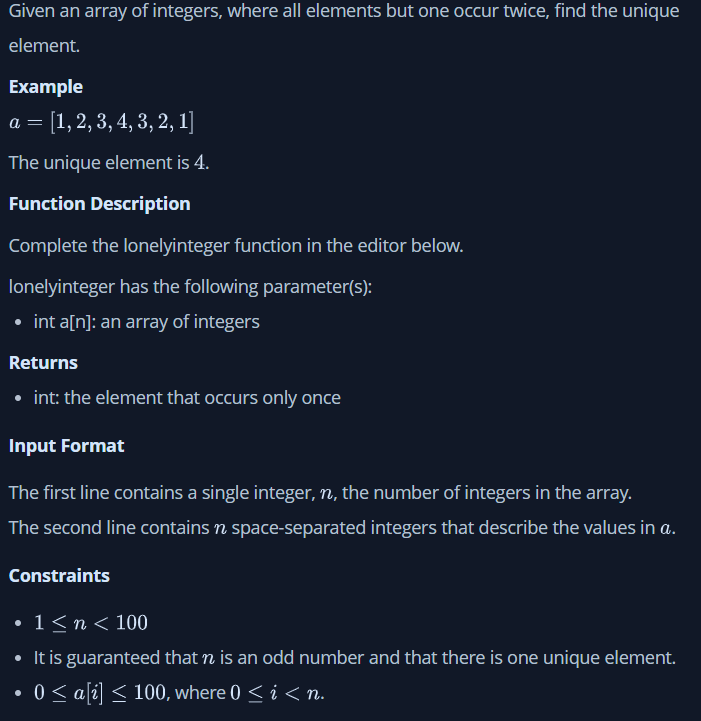 Given an array of integers, where all elements but one occur twice, find the unique
element.
Example
a = [1, 2, 3, 4, 3, 2, 1]
The unique element is 4.
Function Description
Complete the lonelyinteger function in the editor below.
lonelyinteger has the following parameter(s):
• int a[n]: an array of integers
Returns
• int: the element that occurs only once
Input Format
The first line contains a single integer, n, the number of integers in the array.
The second line contains n space-separated integers that describe the values in a.
Constraints
• 1 ≤ n < 100
• It is guaranteed that n is an odd number and that there is one unique element.
• 0 ≤ a[i] ≤ 100, where 0 ≤ i < n.